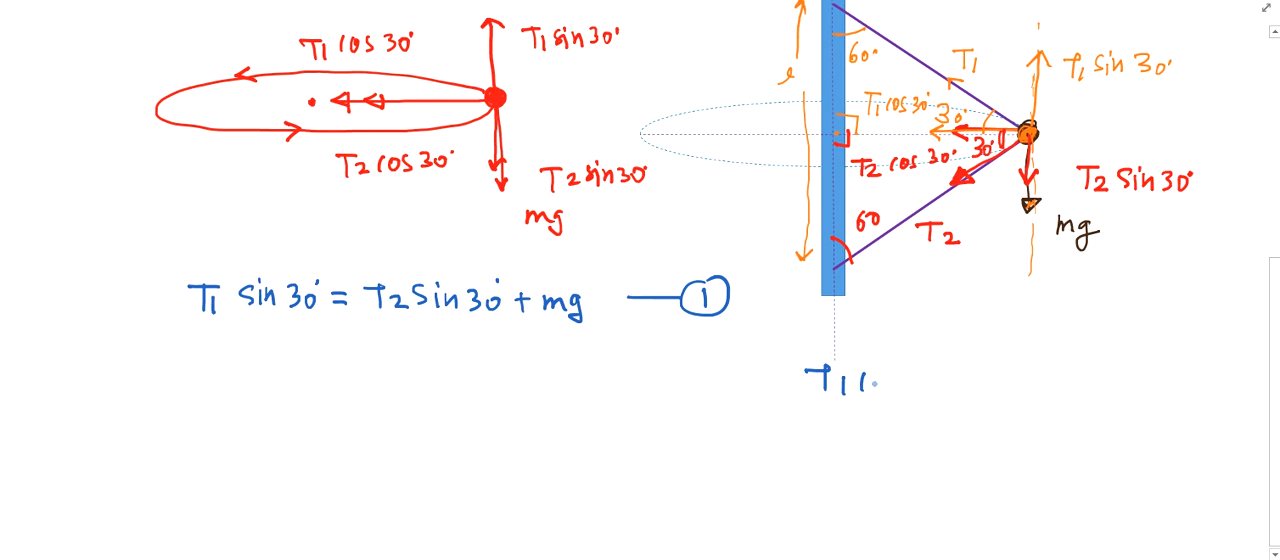 T1 cos 30°
T1 sin 30°
T2 cos 30°
T2 sin 30°
mg
T1 sin 30° = T2 sin 30° + mg —— 1
l
60°
T1
T1 sin 30°
T1 cos 30°
30°
T2 cos 30°
30°
T2 sin 30°
60
T2
mg
T1 (